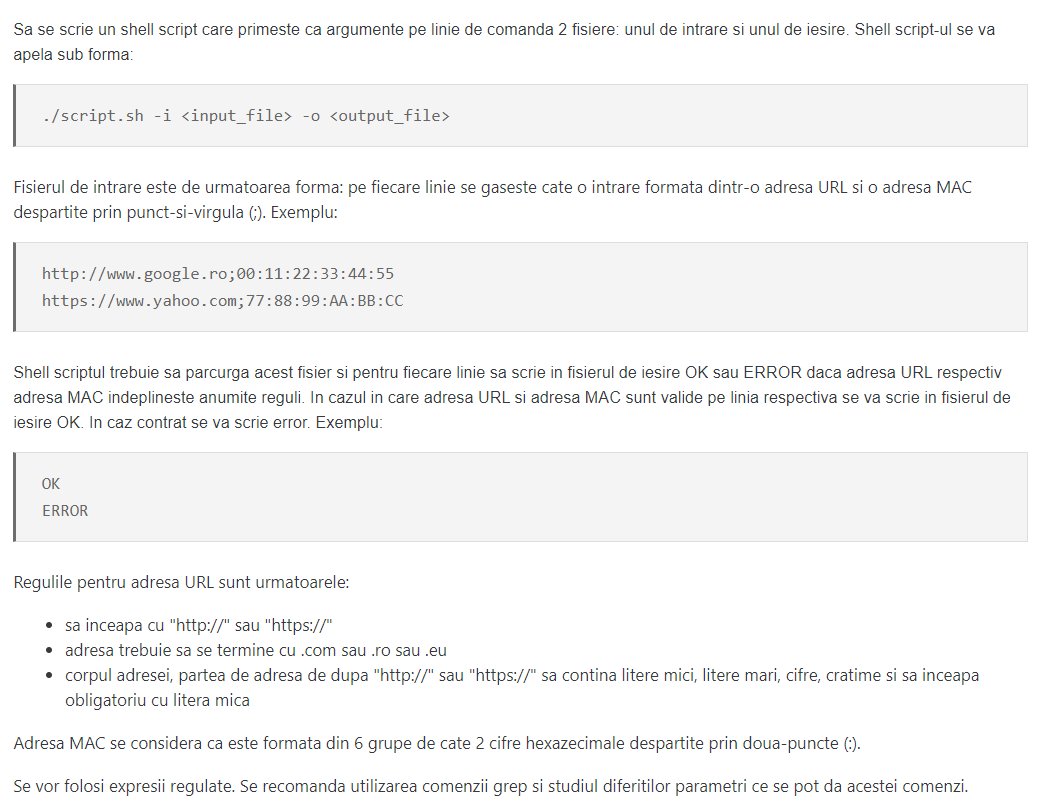 Sa se scrie un shell script care primeste ca argumente pe linie de comanda 2 fisiere: unul de intrare si unul de iesire. Shell script-ul se va
apela sub forma:
./script.sh -i <input_file> -o <output_file>
Fisierul de intrare este de urmatoarea forma: pe fiecare linie se gaseste cate o intrare formata dintr-o adresa URL si o adresa MAC
despartite prin punct-si-virgula (;). Exemplu:
http://www.google.ro;00:11:22:33:44:55
https://www.yahoo.com;77:88:99:AA:BB:CC
Shell scriptul trebuie sa parcurga acest fisier si pentru fiecare linie sa scrie in fisierul de iesire OK sau ERROR daca adresa URL respectiv
adresa MAC indeplineste anumite reguli. In cazul in care adresa URL si adresa MAC sunt valide pe linia respectiva se va scrie in fisierul de
iesire OK. In caz contrat se va scrie error. Exemplu:
OK
ERROR
Regulile pentru adresa URL sunt urmatoarele:
• sa inceapa cu "http://" sau "https://"
• adresa trebuie sa se termine cu .com sau .ro sau .eu
• corpul adresei, partea de adresa de dupa "http://" sau "https://" sa contina litere mici, litere mari, cifre, cratime si sa inceapa
obligatoriu cu litera mica
Adresa MAC se considera ca este formata din 6 grupe de cate 2 cifre hexazecimale despartite prin doua-puncte (:).
Se vor folosi expresii regulate. Se recomanda utilizarea comenzii grep si studiul diferitilor parametri ce se pot da acestei comenzi.